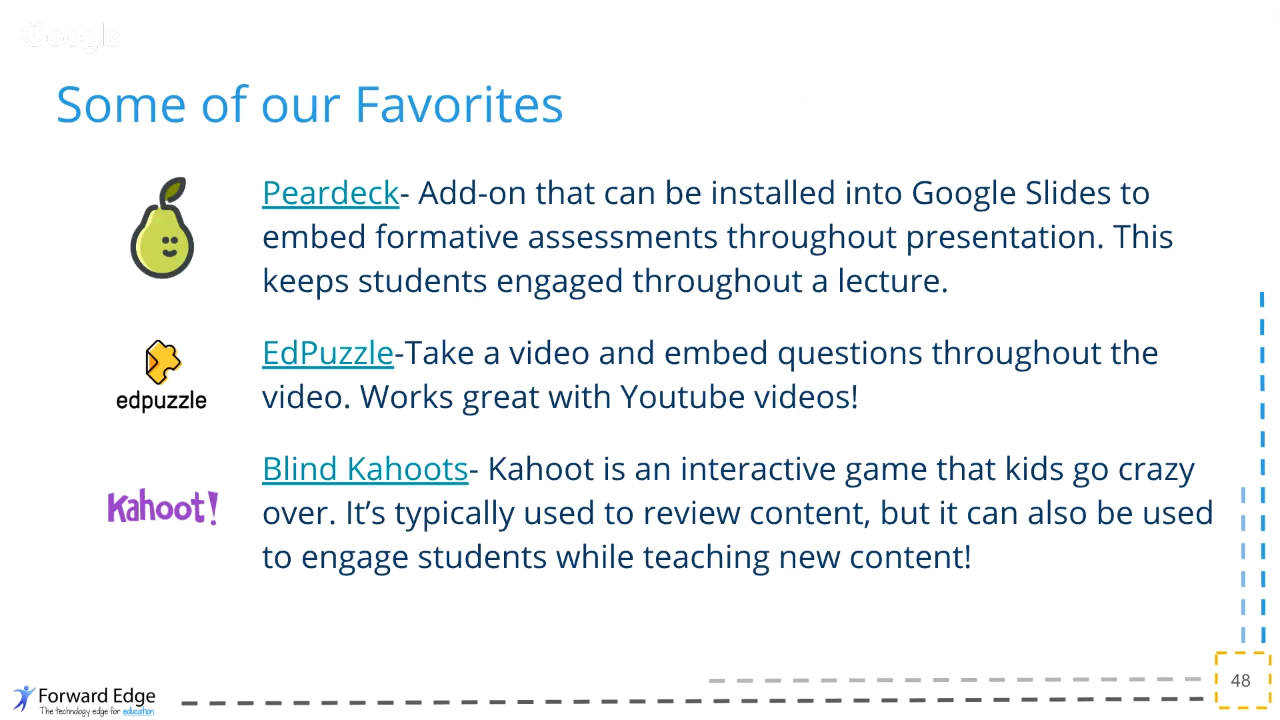 Google
Some of our Favorites
Peardeck- Add-on that can be installed into Google Slides to
embed formative assessments throughout presentation. This
keeps students engaged throughout a lecture.
edpuzzle
EdPuzzle-Take a video and embed questions throughout the
video. Works great with Youtube videos!
Kahoot!
Blind Kahoots- Kahoot is an interactive game that kids go crazy
over. It’s typically used to review content, but it can also be used
to engage students while teaching new content!
Forward Edge
The technology edge for education
48